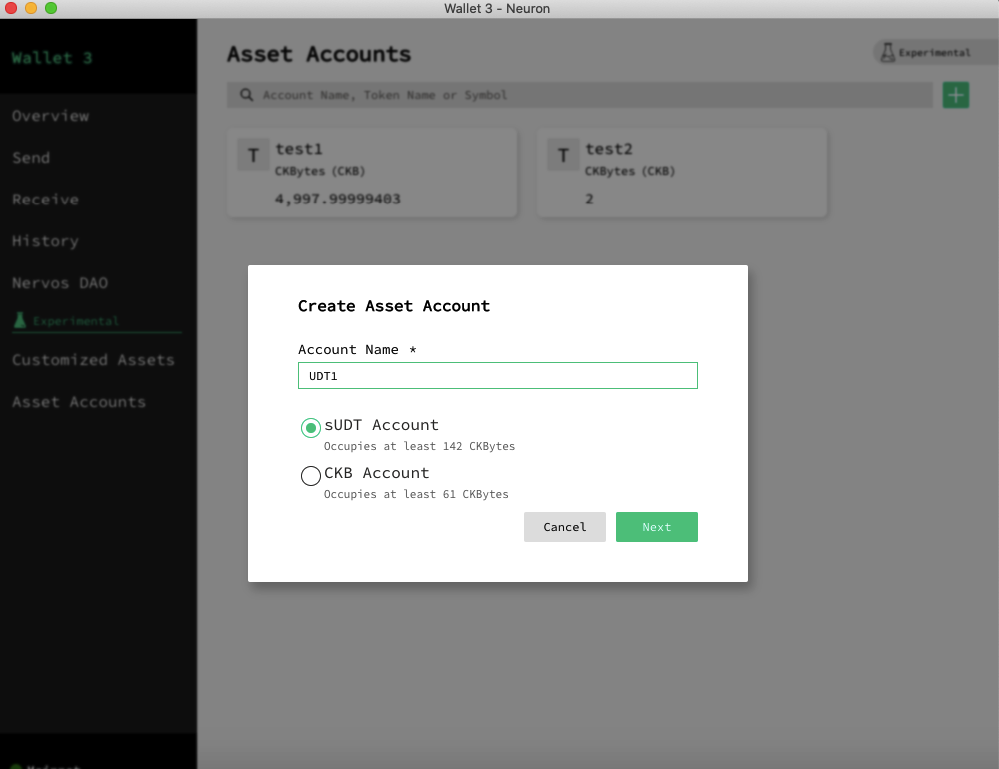 Wallet 3 - Neuron
Wallet 3
Overview
Send
Receive
History
Nervos DAO
Experimental
Customized Assets
Asset Accounts
Asset Accounts
Experimental
Account Name, Token Name or Symbol
T
test1
CKBytes (CKB)
4,997.99999403
T
test2
CKBytes (CKB)
2
Create Asset Account
Account Name *
UDT1
sUDT Account
Occupies at least 142 CKBytes
CKB Account
Occupies at least 61 CKBytes
Cancel
Next